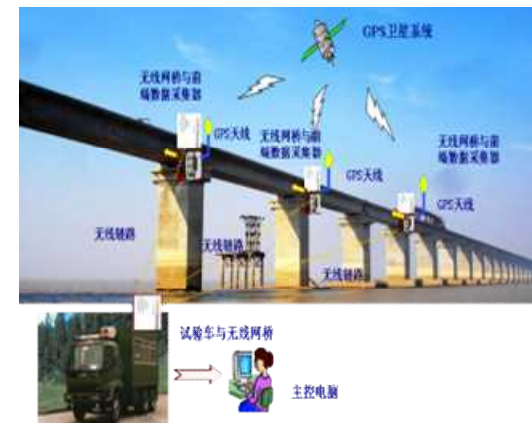 GPS卫星系统
无线网桥与前
端数据采集器
GPS天线
无线网桥与前
端数据采集器
GPS天线
无线网桥与前
端数据采集器
GPS天线
无线链路
无线链路
无线链路
试验车与无线网桥
主控电脑